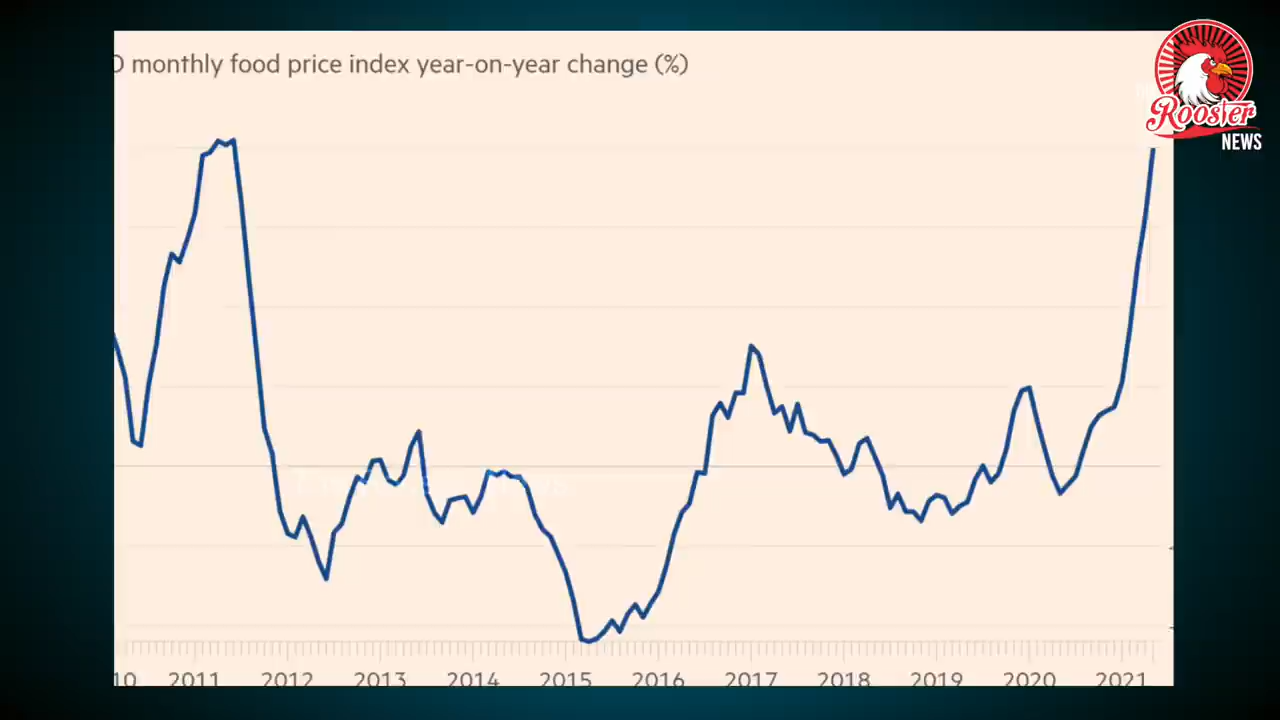 O monthly food price index year-on-year change (%)
Rooster
NEWS
10 2011 2012 2013 2014 2015 2016 2017 2018 2019 2020 2021